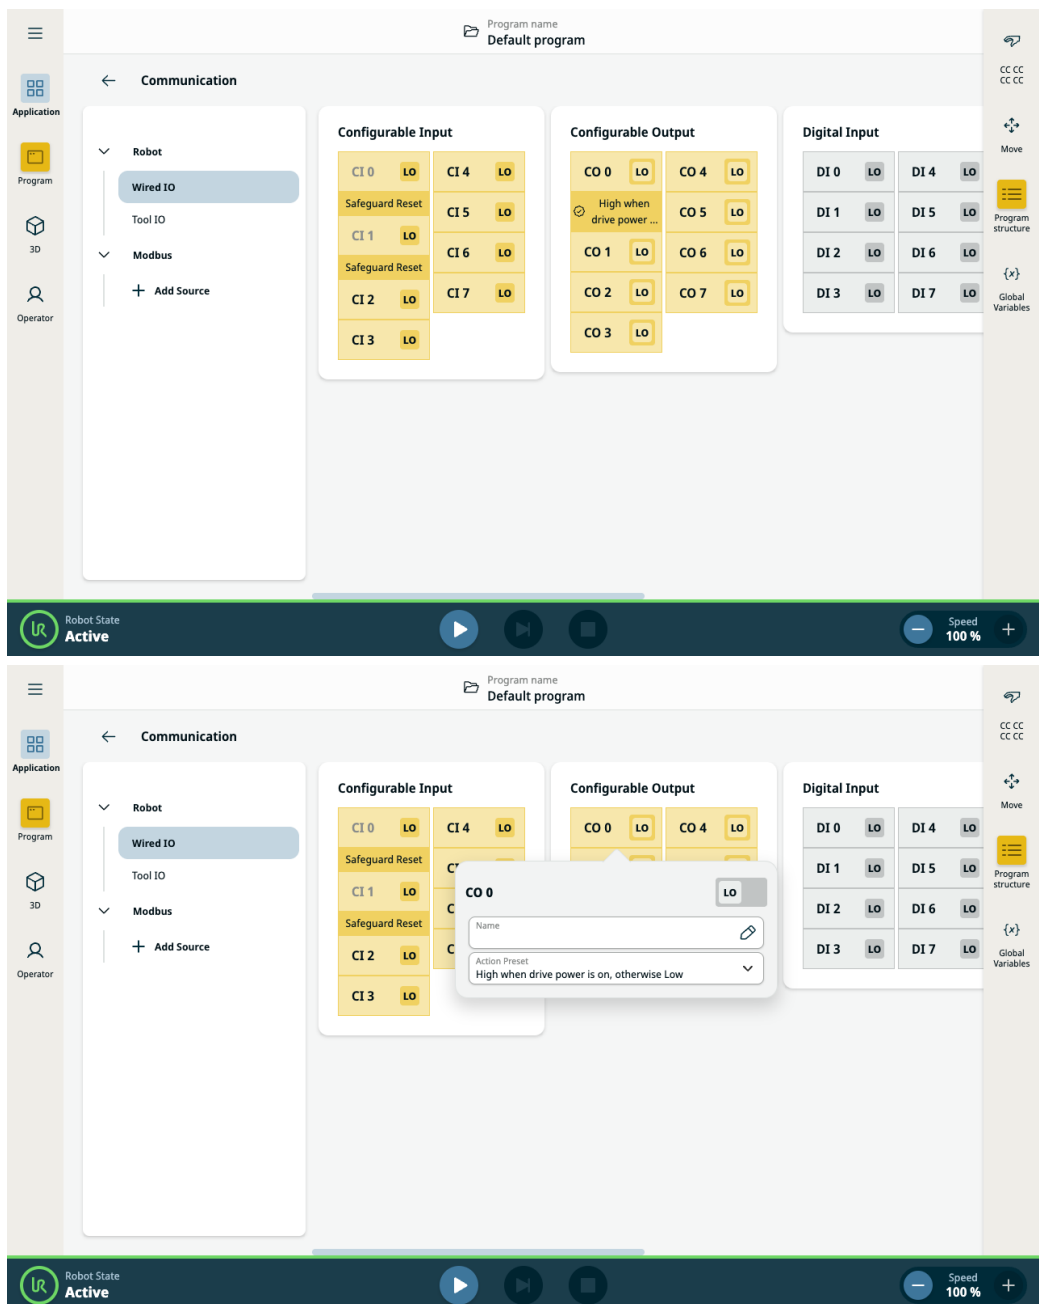 Program name
Default program
Application
Program
3D
Operator
Communication
Robot
Wired IO
Tool IO
Modbus
Add Source
Configurable Input
CI 0 LO CI 4 LO
Safeguard Reset
CI 5 LO
CI 1 LO
CI 6 LO
Safeguard Reset
CI 2 LO CI 7 LO
CI 3 LO
Configurable Output
CO 0 LO CO 4 LO
High when
drive power ...
CO 5 LO
CO 1 LO CO 6 LO
CO 2 LO CO 7 LO
CO 3 LO
Digital Input
DI 0 LO DI 4 LO
DI 1 LO DI 5 LO
DI 2 LO DI 6 LO
DI 3 LO DI 7 LO
CC CC
CC CC
Move
Program
structure
{x}
Global
Variables
UR
Robot State
Active
Speed
100 %
Program name
Default program
Application
Program
3D
Operator
Communication
Robot
Wired IO
Tool IO
Modbus
Add Source
Configurable Input
CI 0 LO CI 4 LO
Safeguard Reset
CI 1 LO
Safeguard Reset
CI 2 LO
CI 3 LO
Configurable Output
CO 0 LO CO 4 LO
CO 0 LO
Name
Action Preset
High when drive power is on, otherwise Low
Digital Input
DI 0 LO DI 4 LO
DI 1 LO DI 5 LO
DI 2 LO DI 6 LO
DI 3 LO DI 7 LO
CC CC
CC CC
Move
Program
structure
{x}
Global
Variables
UR
Robot State
Active
Speed
100 %